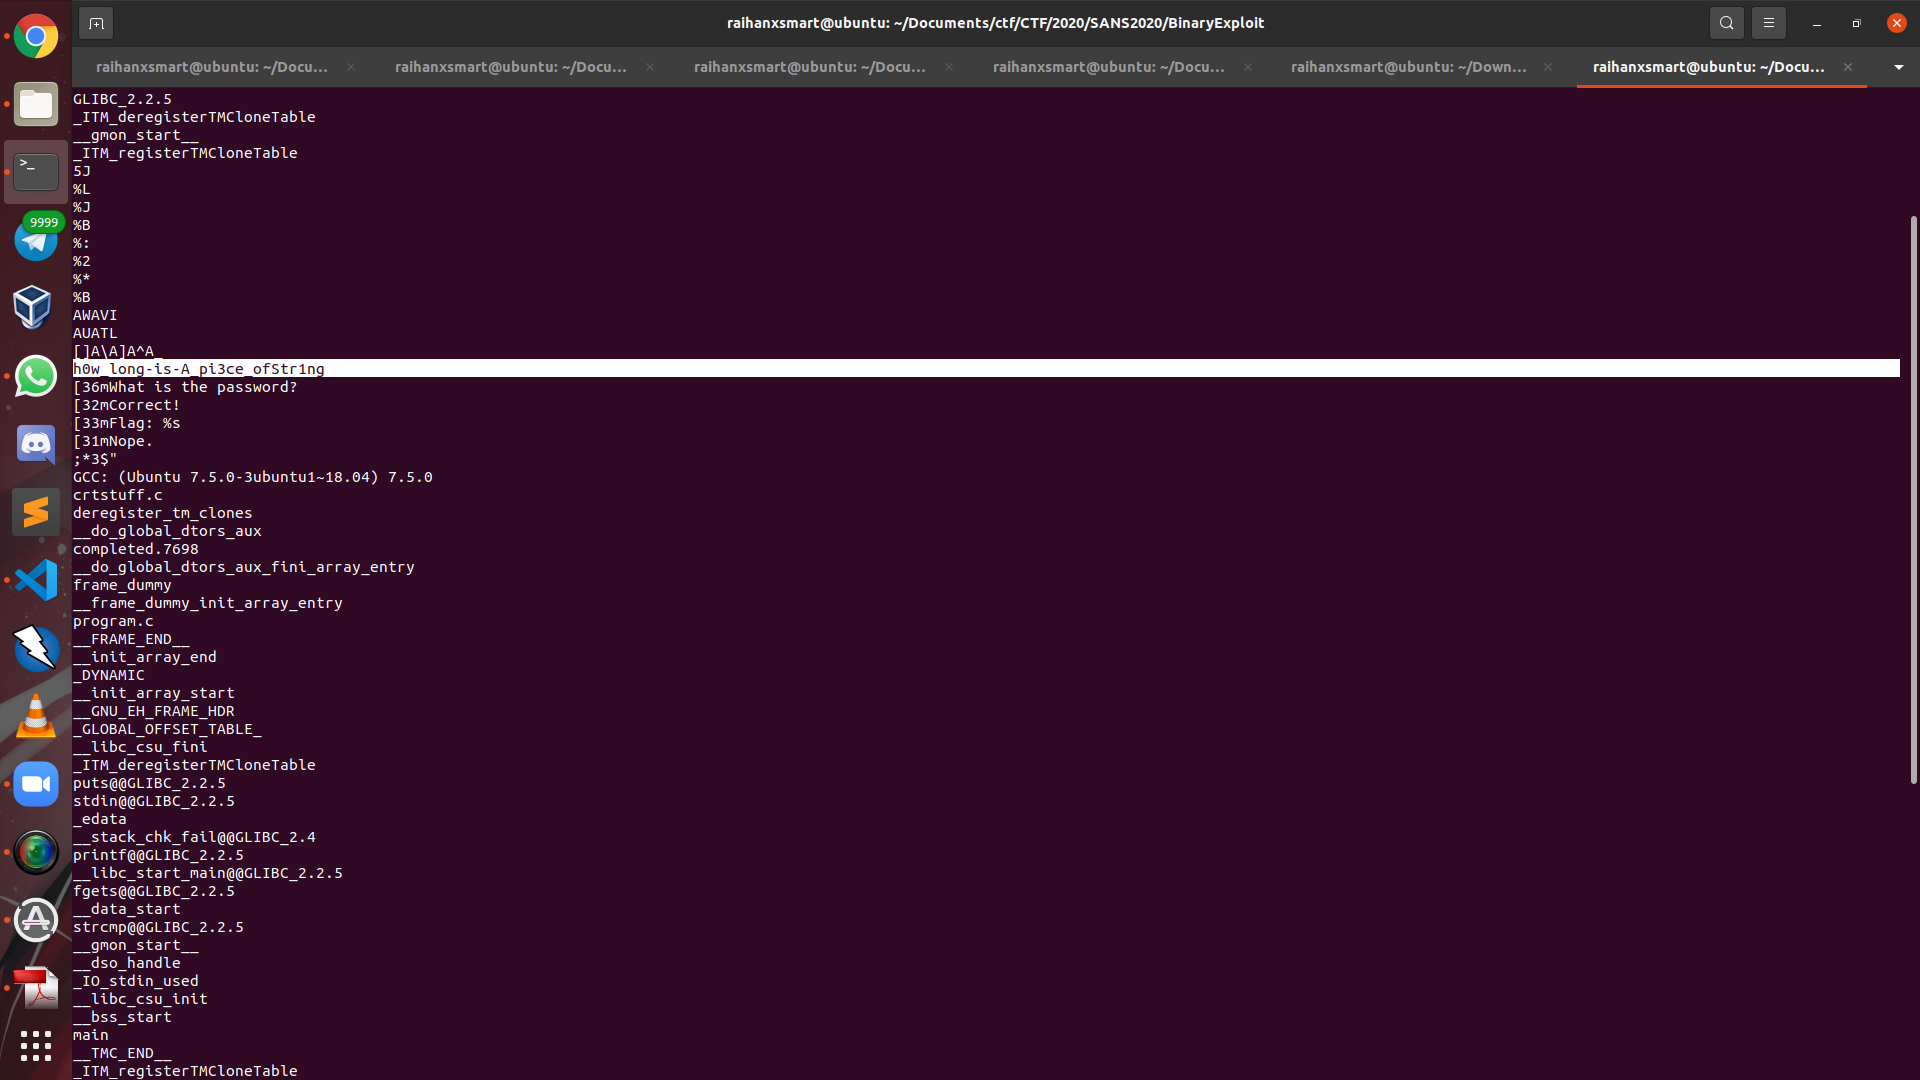 raihanxsmart@ubuntu: ~/Documents/ctf/CTF/2020/SANS2020/BinaryExploit
raihanxsmart@ubuntu: ~/Docu... raihanxsmart@ubuntu: ~/Docu... raihanxsmart@ubuntu: ~/Docu... raihanxsmart@ubuntu: ~/Docu... raihanxsmart@ubuntu: ~/Down... raihanxsmart@ubuntu: ~/Docu...
9999
>_
GLIBC_2.2.5
_ITM_deregisterTMCloneTable
__gmon_start__
_ITM_registerTMCloneTable
5J
%L
%J
%B
%:
%2
%*
%B
AWAVI
AUATL
[]A\A]A^A_
h0w_long-is-A_pi3ce_ofStr1ng
[36mWhat is the password?
[32mCorrect!
[33mFlag: %s
[31mNope.
;*3$"
GCC: (Ubuntu 7.5.0-3ubuntu1~18.04) 7.5.0
crtstuff.c
deregister_tm_clones
__do_global_dtors_aux
completed.7698
__do_global_dtors_aux_fini_array_entry
frame_dummy
__frame_dummy_init_array_entry
program.c
__FRAME_END__
__init_array_end
_DYNAMIC
__init_array_start
__GNU_EH_FRAME_HDR
_GLOBAL_OFFSET_TABLE_
__libc_csu_fini
_ITM_deregisterTMCloneTable
puts@@GLIBC_2.2.5
stdin@@GLIBC_2.2.5
_edata
__stack_chk_fail@@GLIBC_2.4
printf@@GLIBC_2.2.5
__libc_start_main@@GLIBC_2.2.5
fgets@@GLIBC_2.2.5
__data_start
strcmp@@GLIBC_2.2.5
__gmon_start__
__dso_handle
_IO_stdin_used
__libc_csu_init
__bss_start
main
__TMC_END__
_ITM_registerTMCloneTable